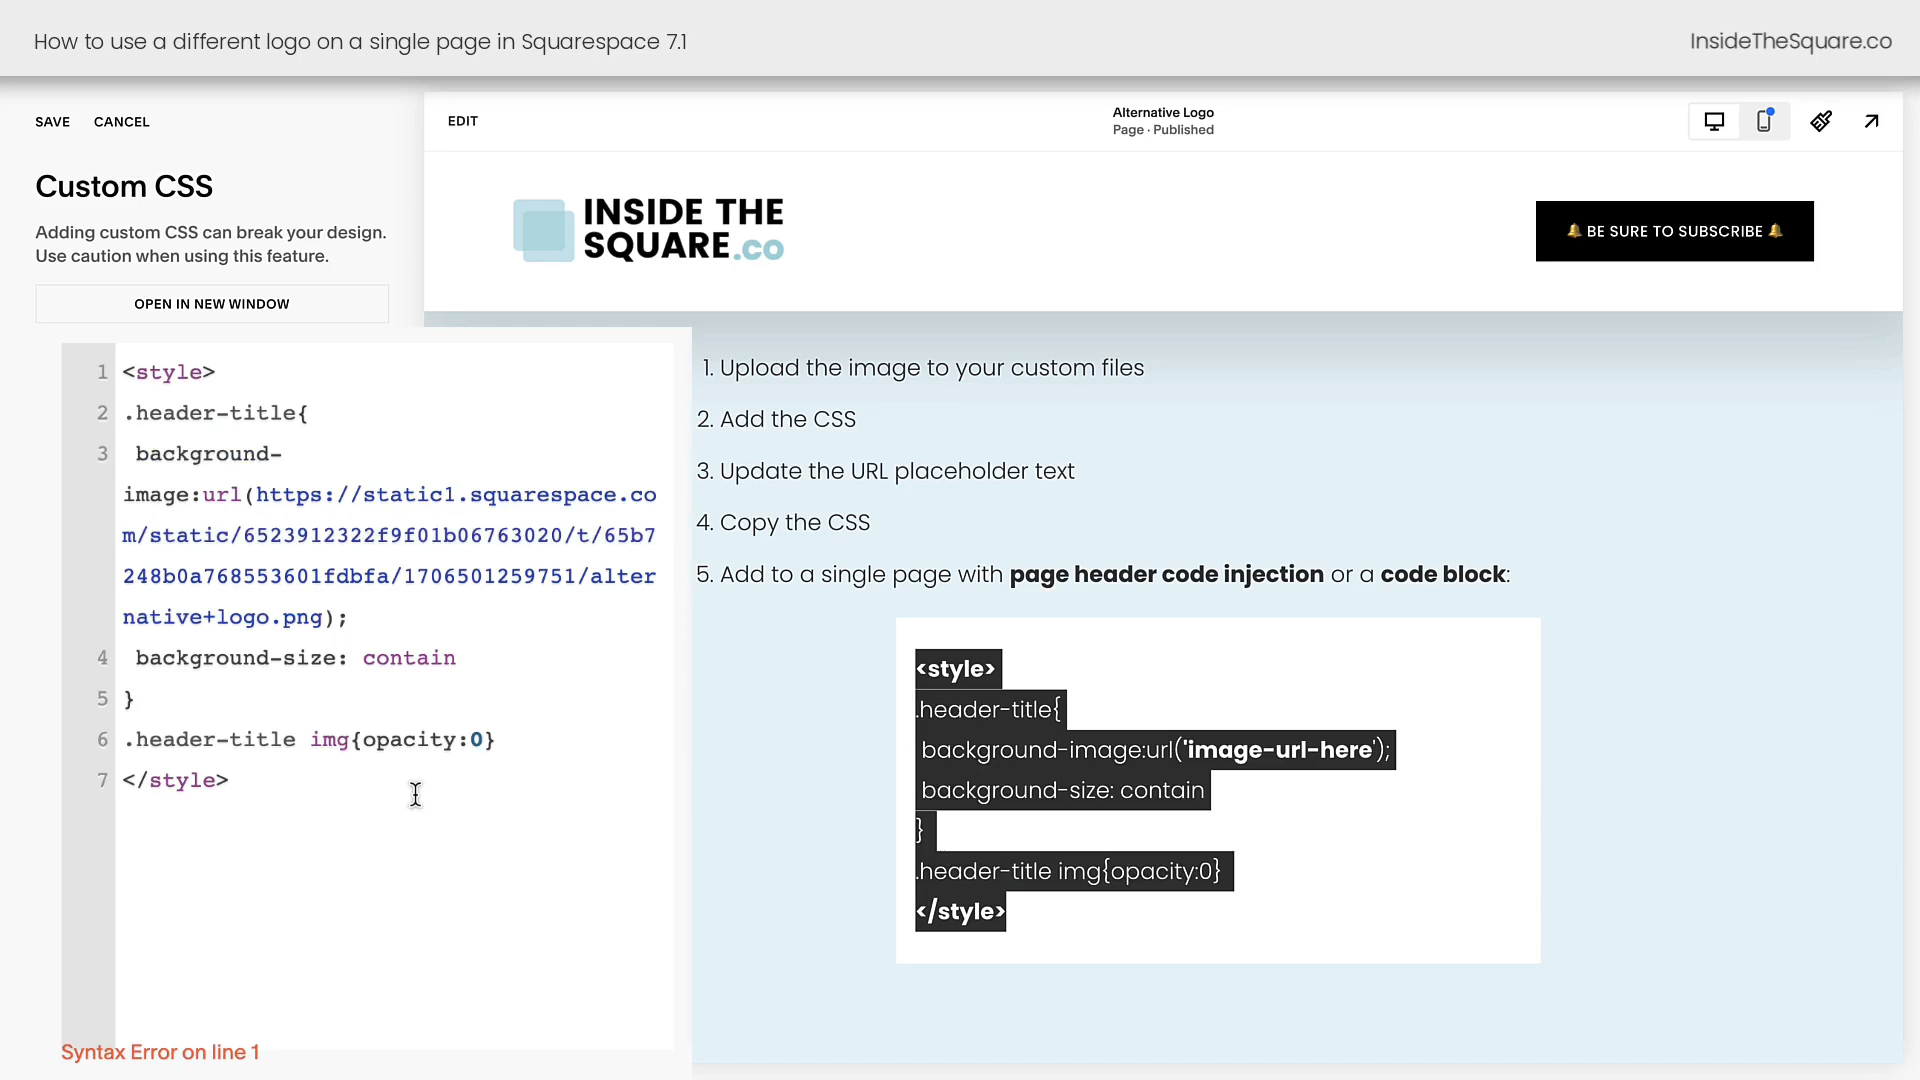 How to use a different logo on a single page in Squarespace 7.1
InsideTheSquare.co
SAVE
CANCEL
Custom CSS
Adding custom CSS can break your design.
Use caution when using this feature.
OPEN IN NEW WINDOW
1 <style>
2 .header-title{
3 background-
image:url(https://static1.squarespace.co
m/static/6523912322f9f01b06763020/t/65b7
248b0a768553601fdbfa/1706501259751/alter
native+logo.png);
4 background-size: contain
5 }
6 .header-title img{opacity:0}
7 </style>
Syntax Error on line 1
EDIT
Alternative Logo
Page · Published
INSIDE THE
SQUARE.co
🔔 BE SURE TO SUBSCRIBE 🔔
1. Upload the image to your custom files
2. Add the CSS
3. Update the URL placeholder text
4. Copy the CSS
5. Add to a single page with page header code injection or a code block:
<style>
.header-title{
background-image:url('image-url-here');
background-size: contain
}
.header-title img{opacity:0}
</style>